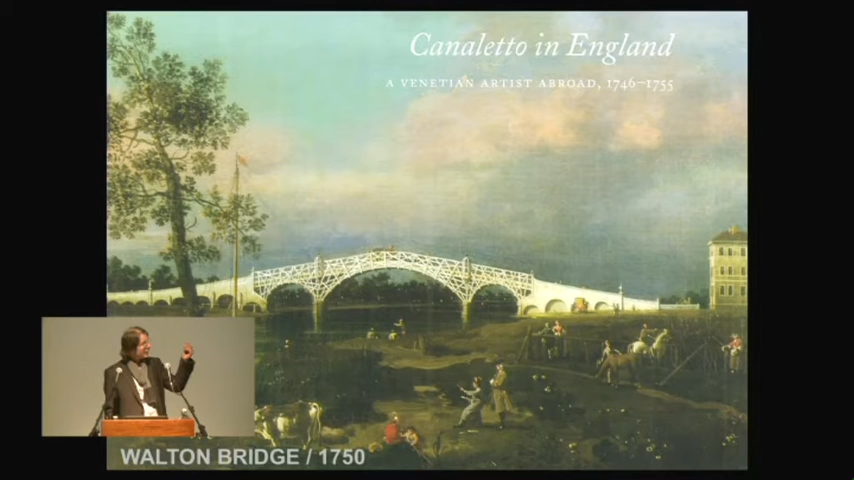 Canaletto in England
A VENETIAN ARTIST ABROAD, 1746–1755
WALTON BRIDGE / 1750